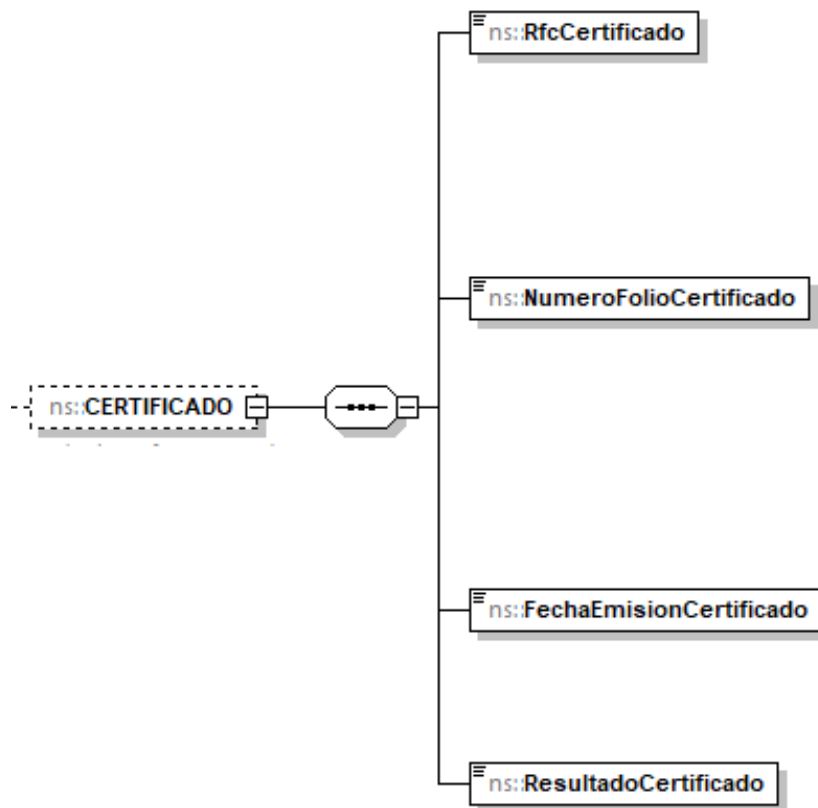 ns::RfcCertificado
ns::NumeroFolioCertificado
ns::CERTIFICADO
ns::FechaEmisionCertificado
ns::ResultadoCertificado